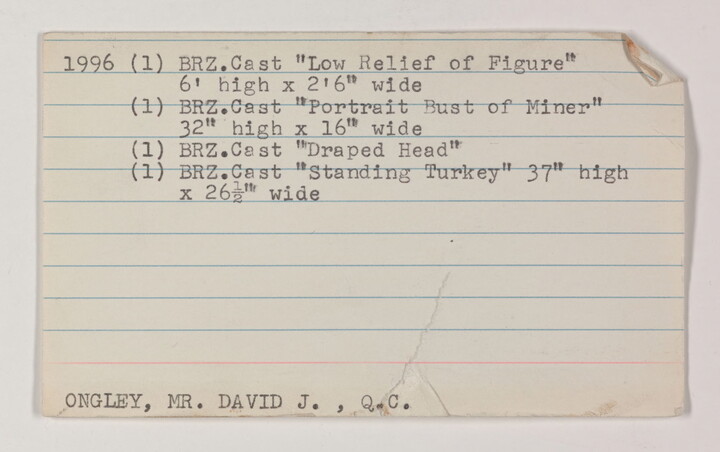 1996 (1) BRZ.Cast "Low Relief of Figure"
6' high x 2'6" wide
(1) BRZ.Cast "Portrait Bust of Miner"
32" high x 16" wide
(1) BRZ.Cast "Draped Head"
(1) BRZ.Cast "Standing Turkey" 37" high
x 26½" wide
ONGLEY, MR. DAVID J. , Q.C.